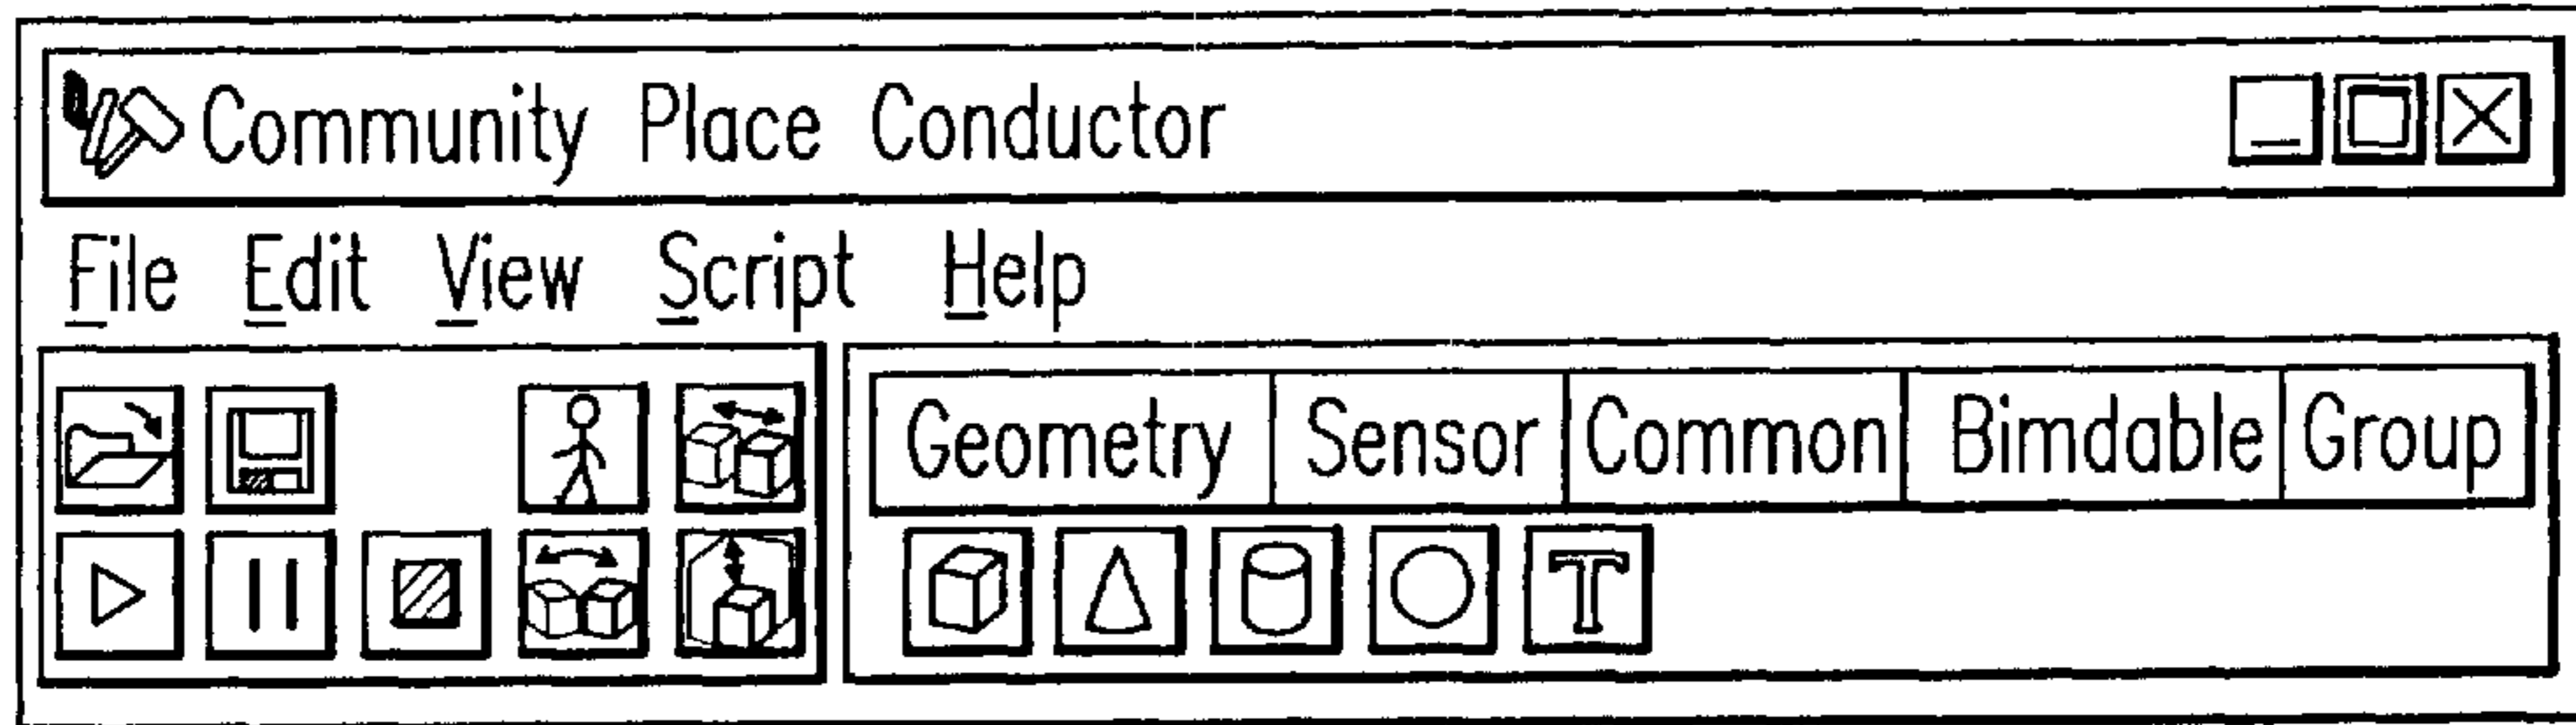 Community Place Conductor
File Edit View Script Help
Geometry Sensor Common Bimdable Group
T